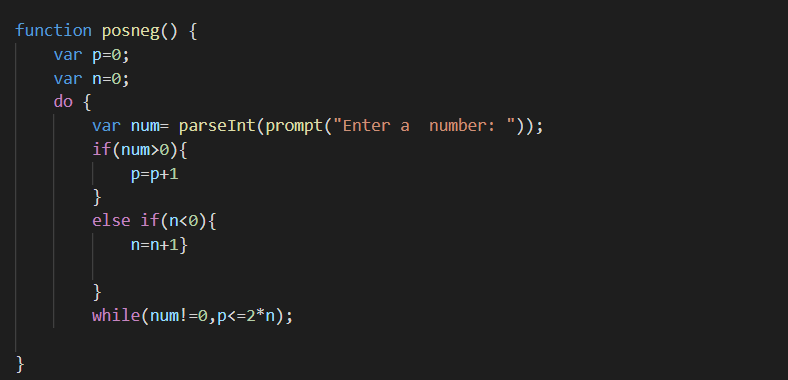 function posneg() {
var p=0;
var n=0;
do {
var num= parseInt(prompt("Enter a  number: "));
if(num>0){
p=p+1
}
else if(n<0){
n=n+1}
}
while(num!=0,p<=2*n);
}